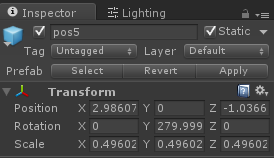 Inspector Lighting
pos5 Static
Tag Untagged Layer Default
Prefab Select Revert Apply
Transform
Position X 2.98607 Y 0 Z -1.0366
Rotation X 0 Y 279.999 Z 0
Scale X 0.49602 Y 0.49602 Z 0.49602